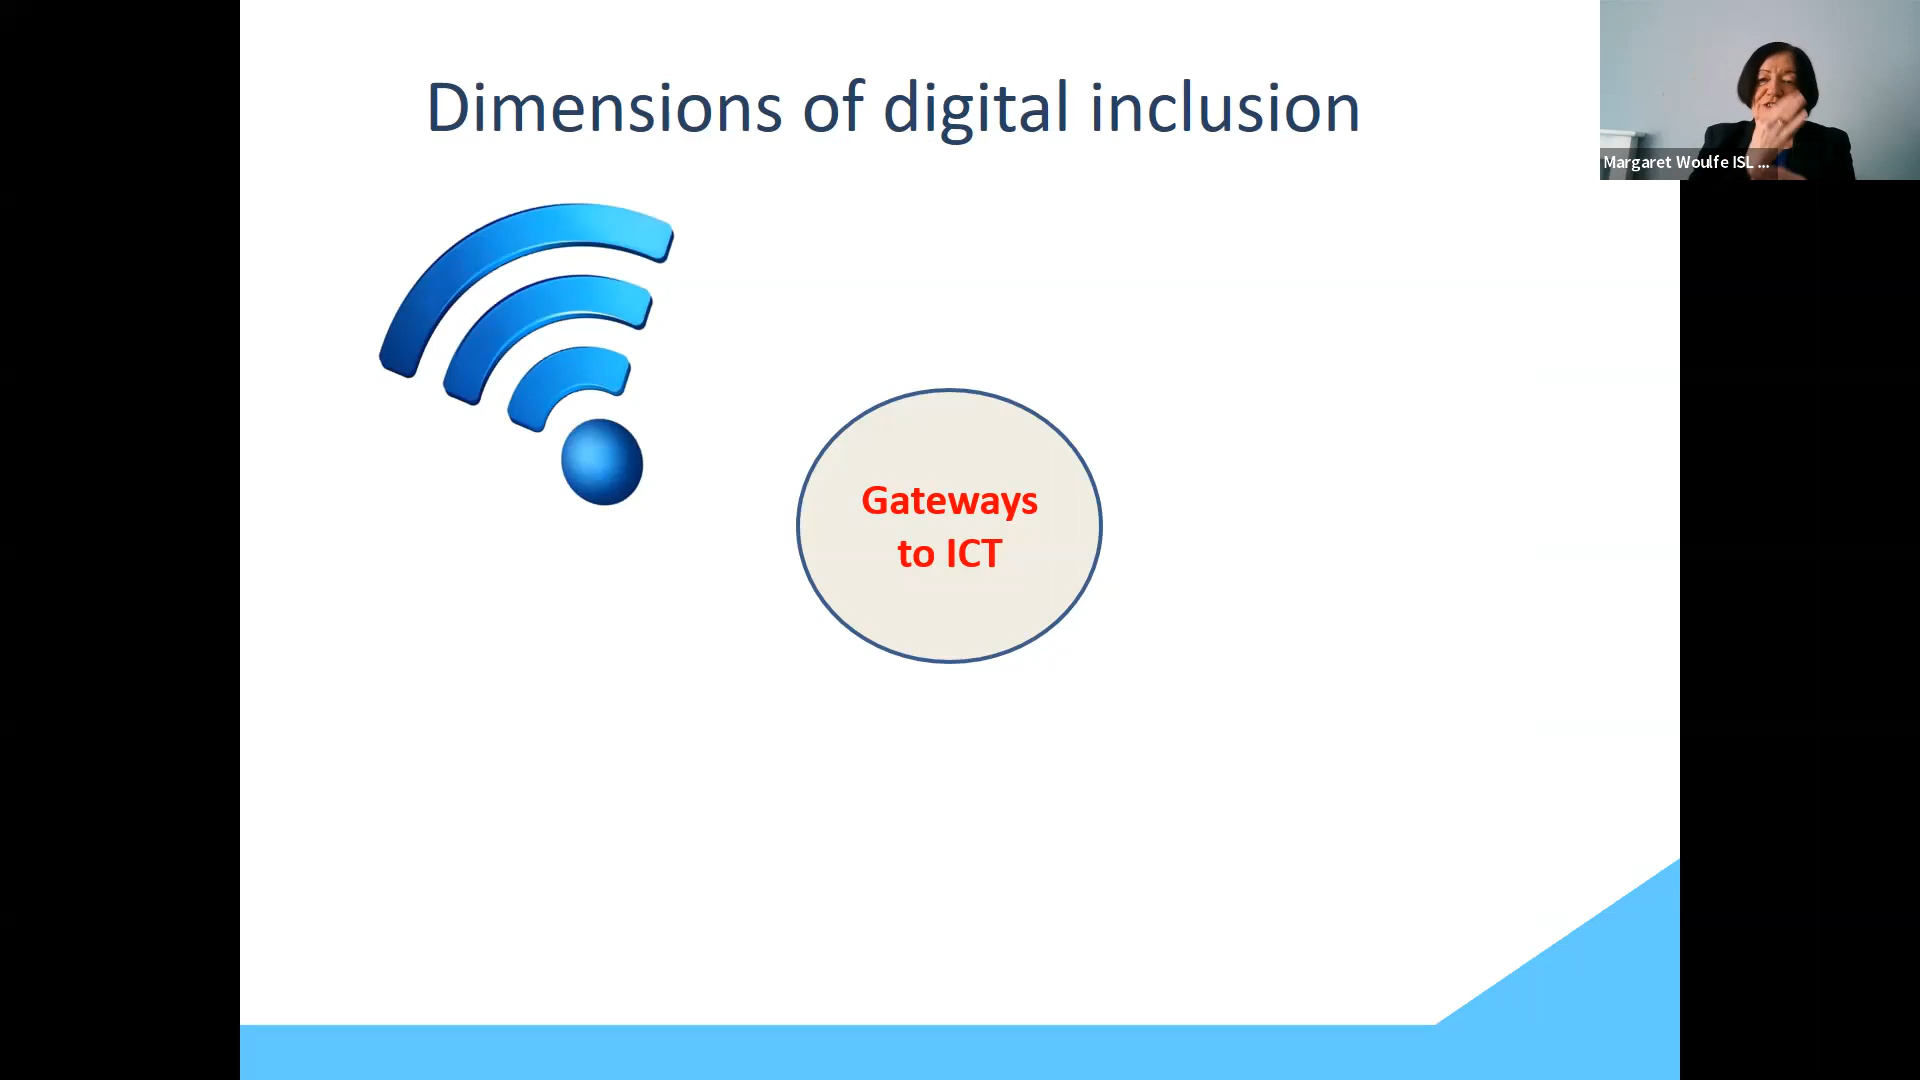 Dimensions of digital inclusion
Margaret Woulfe ISL ...
Gateways
to ICT